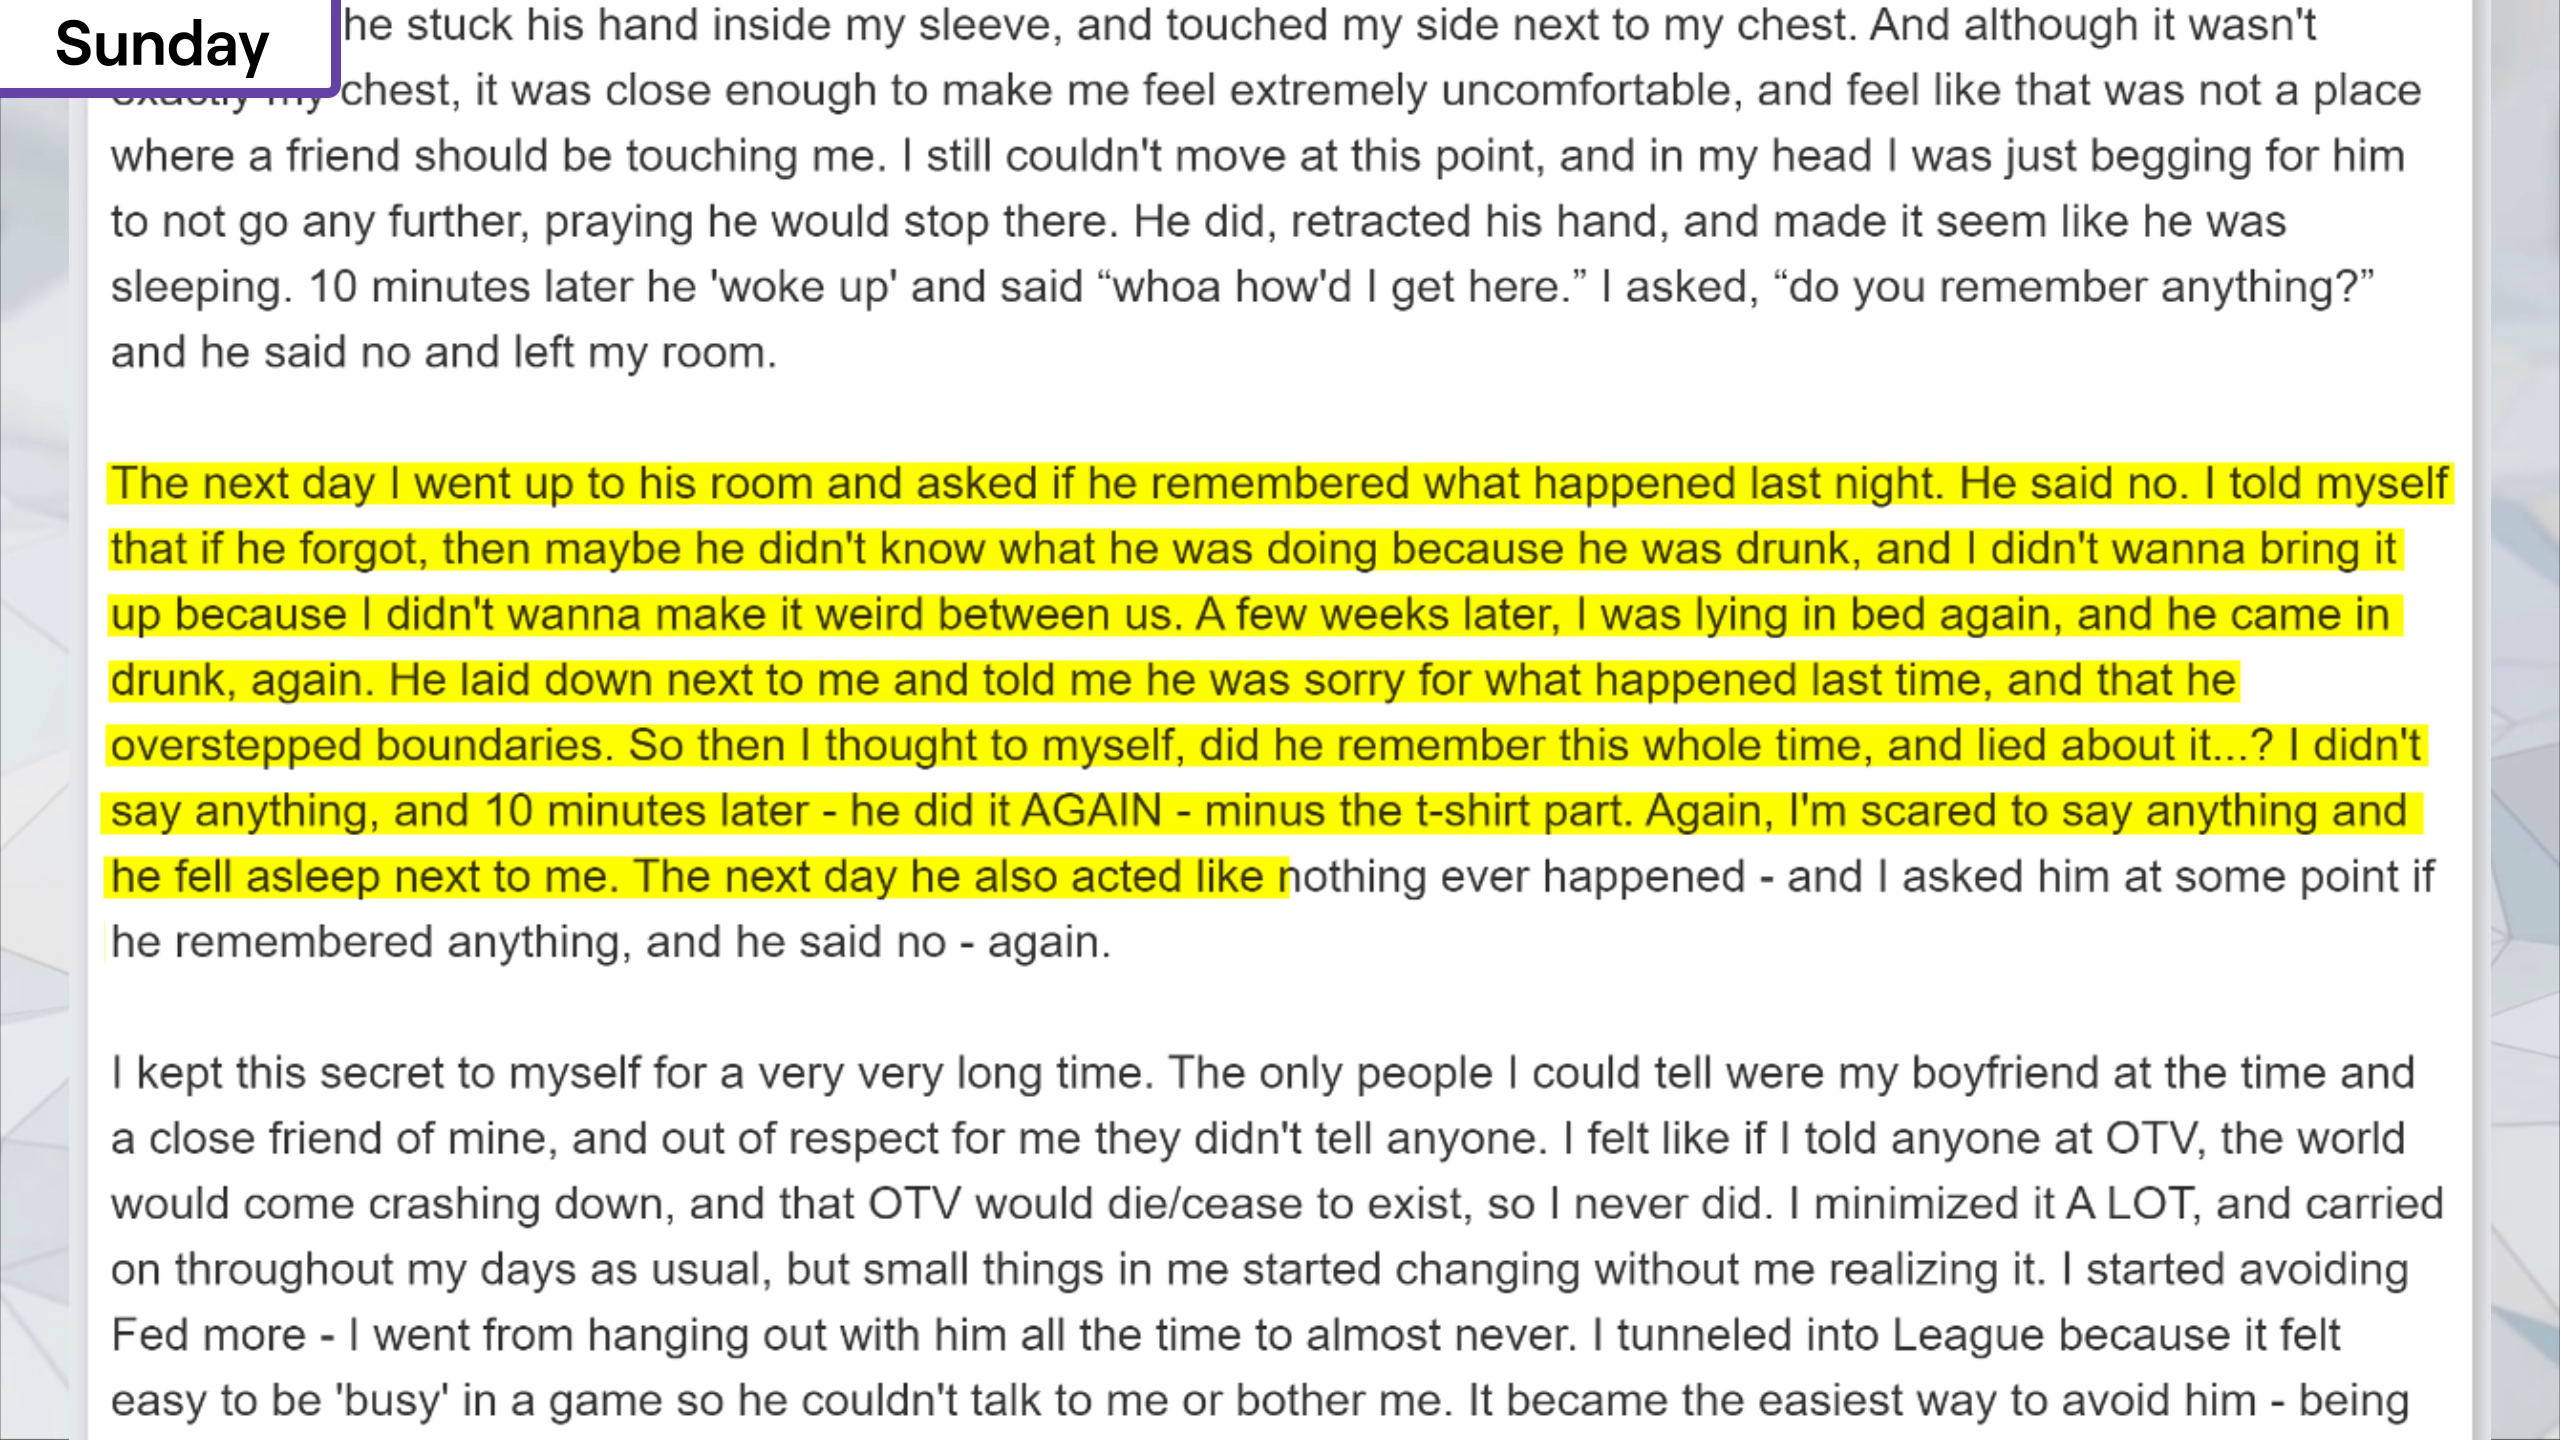 Sunday
he stuck his hand inside my sleeve, and touched my side next to my chest. And although it wasn't
exactly my chest, it was close enough to make me feel extremely uncomfortable, and feel like that was not a place
where a friend should be touching me. I still couldn't move at this point, and in my head I was just begging for him
to not go any further, praying he would stop there. He did, retracted his hand, and made it seem like he was
sleeping. 10 minutes later he 'woke up' and said “whoa how'd I get here.” I asked, “do you remember anything?”
and he said no and left my room.
The next day I went up to his room and asked if he remembered what happened last night. He said no. I told myself
that if he forgot, then maybe he didn't know what he was doing because he was drunk, and I didn't wanna bring it
up because I didn't wanna make it weird between us. A few weeks later, I was lying in bed again, and he came in
drunk, again. He laid down next to me and told me he was sorry for what happened last time, and that he
overstepped boundaries. So then I thought to myself, did he remember this whole time, and lied about it...? I didn't
say anything, and 10 minutes later - he did it AGAIN - minus the t-shirt part. Again, I'm scared to say anything and
he fell asleep next to me. The next day he also acted like nothing ever happened - and I asked him at some point if
he remembered anything, and he said no - again.
I kept this secret to myself for a very very long time. The only people I could tell were my boyfriend at the time and
a close friend of mine, and out of respect for me they didn't tell anyone. I felt like if I told anyone at OTV, the world
would come crashing down, and that OTV would die/cease to exist, so I never did. I minimized it A LOT, and carried
on throughout my days as usual, but small things in me started changing without me realizing it. I started avoiding
Fed more - I went from hanging out with him all the time to almost never. I tunneled into League because it felt
easy to be 'busy' in a game so he couldn't talk to me or bother me. It became the easiest way to avoid him - being